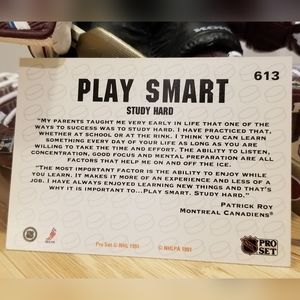 613
PLAY SMART
STUDY HARD
"MY PARENTS TAUGHT ME VERY EARLY IN LIFE THAT ONE OF THE
WAYS TO SUCCESS WAS TO STUDY HARD. I HAVE PRACTICED THAT,
WHETHER AT SCHOOL OR AT THE RINK. I THINK YOU CAN LEARN
SOMETHING EVERY DAY OF YOUR LIFE AS LONG AS YOU ARE
WILLING TO TAKE THE TIME AND EFFORT. THE ABILITY TO LISTEN,
CONCENTRATION, GOOD FOCUS AND MENTAL PREPARATION ARE ALL
FACTORS THAT HELP ME ON AND OFF THE ICE.
"THE MOST IMPORTANT FACTOR IS THE ABILITY TO ENJOY WHILE
YOU LEARN. IT MAKES IT MORE OF AN EXPERIENCE AND LESS OF A
JOB. I HAVE ALWAYS ENJOYED LEARNING NEW THINGS AND THAT'S
WHY IT IS IMPORTANT TO...PLAY SMART. STUDY HARD."
PATRICK ROY
MONTREAL CANADIENS®
Pro Set © NHL 1991
© NHLPA 1991
NHL
PRO
SET